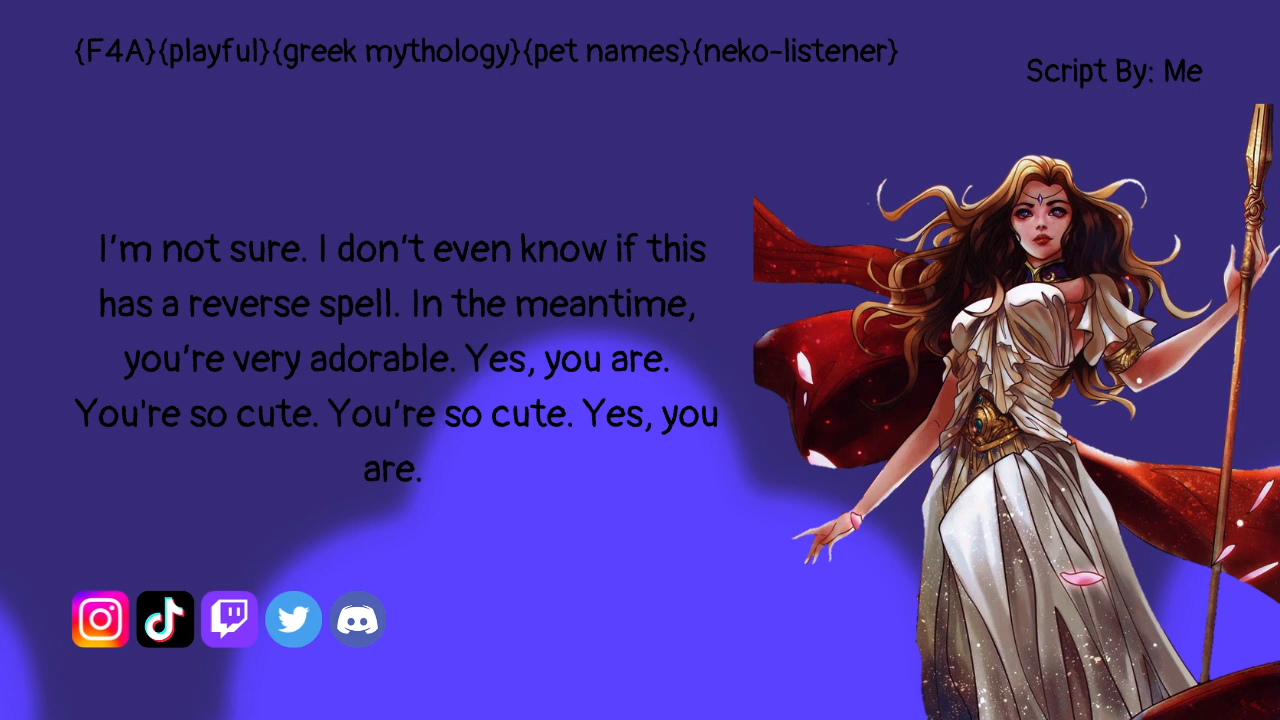 {F4A}{playful}{greek mythology}{pet names}{neko-listener}
Script By: Me
I'm not sure. I don't even know if this
has a reverse spell. In the meantime,
you're very adorable. Yes, you are.
You're so cute. You're so cute. Yes, you
are.